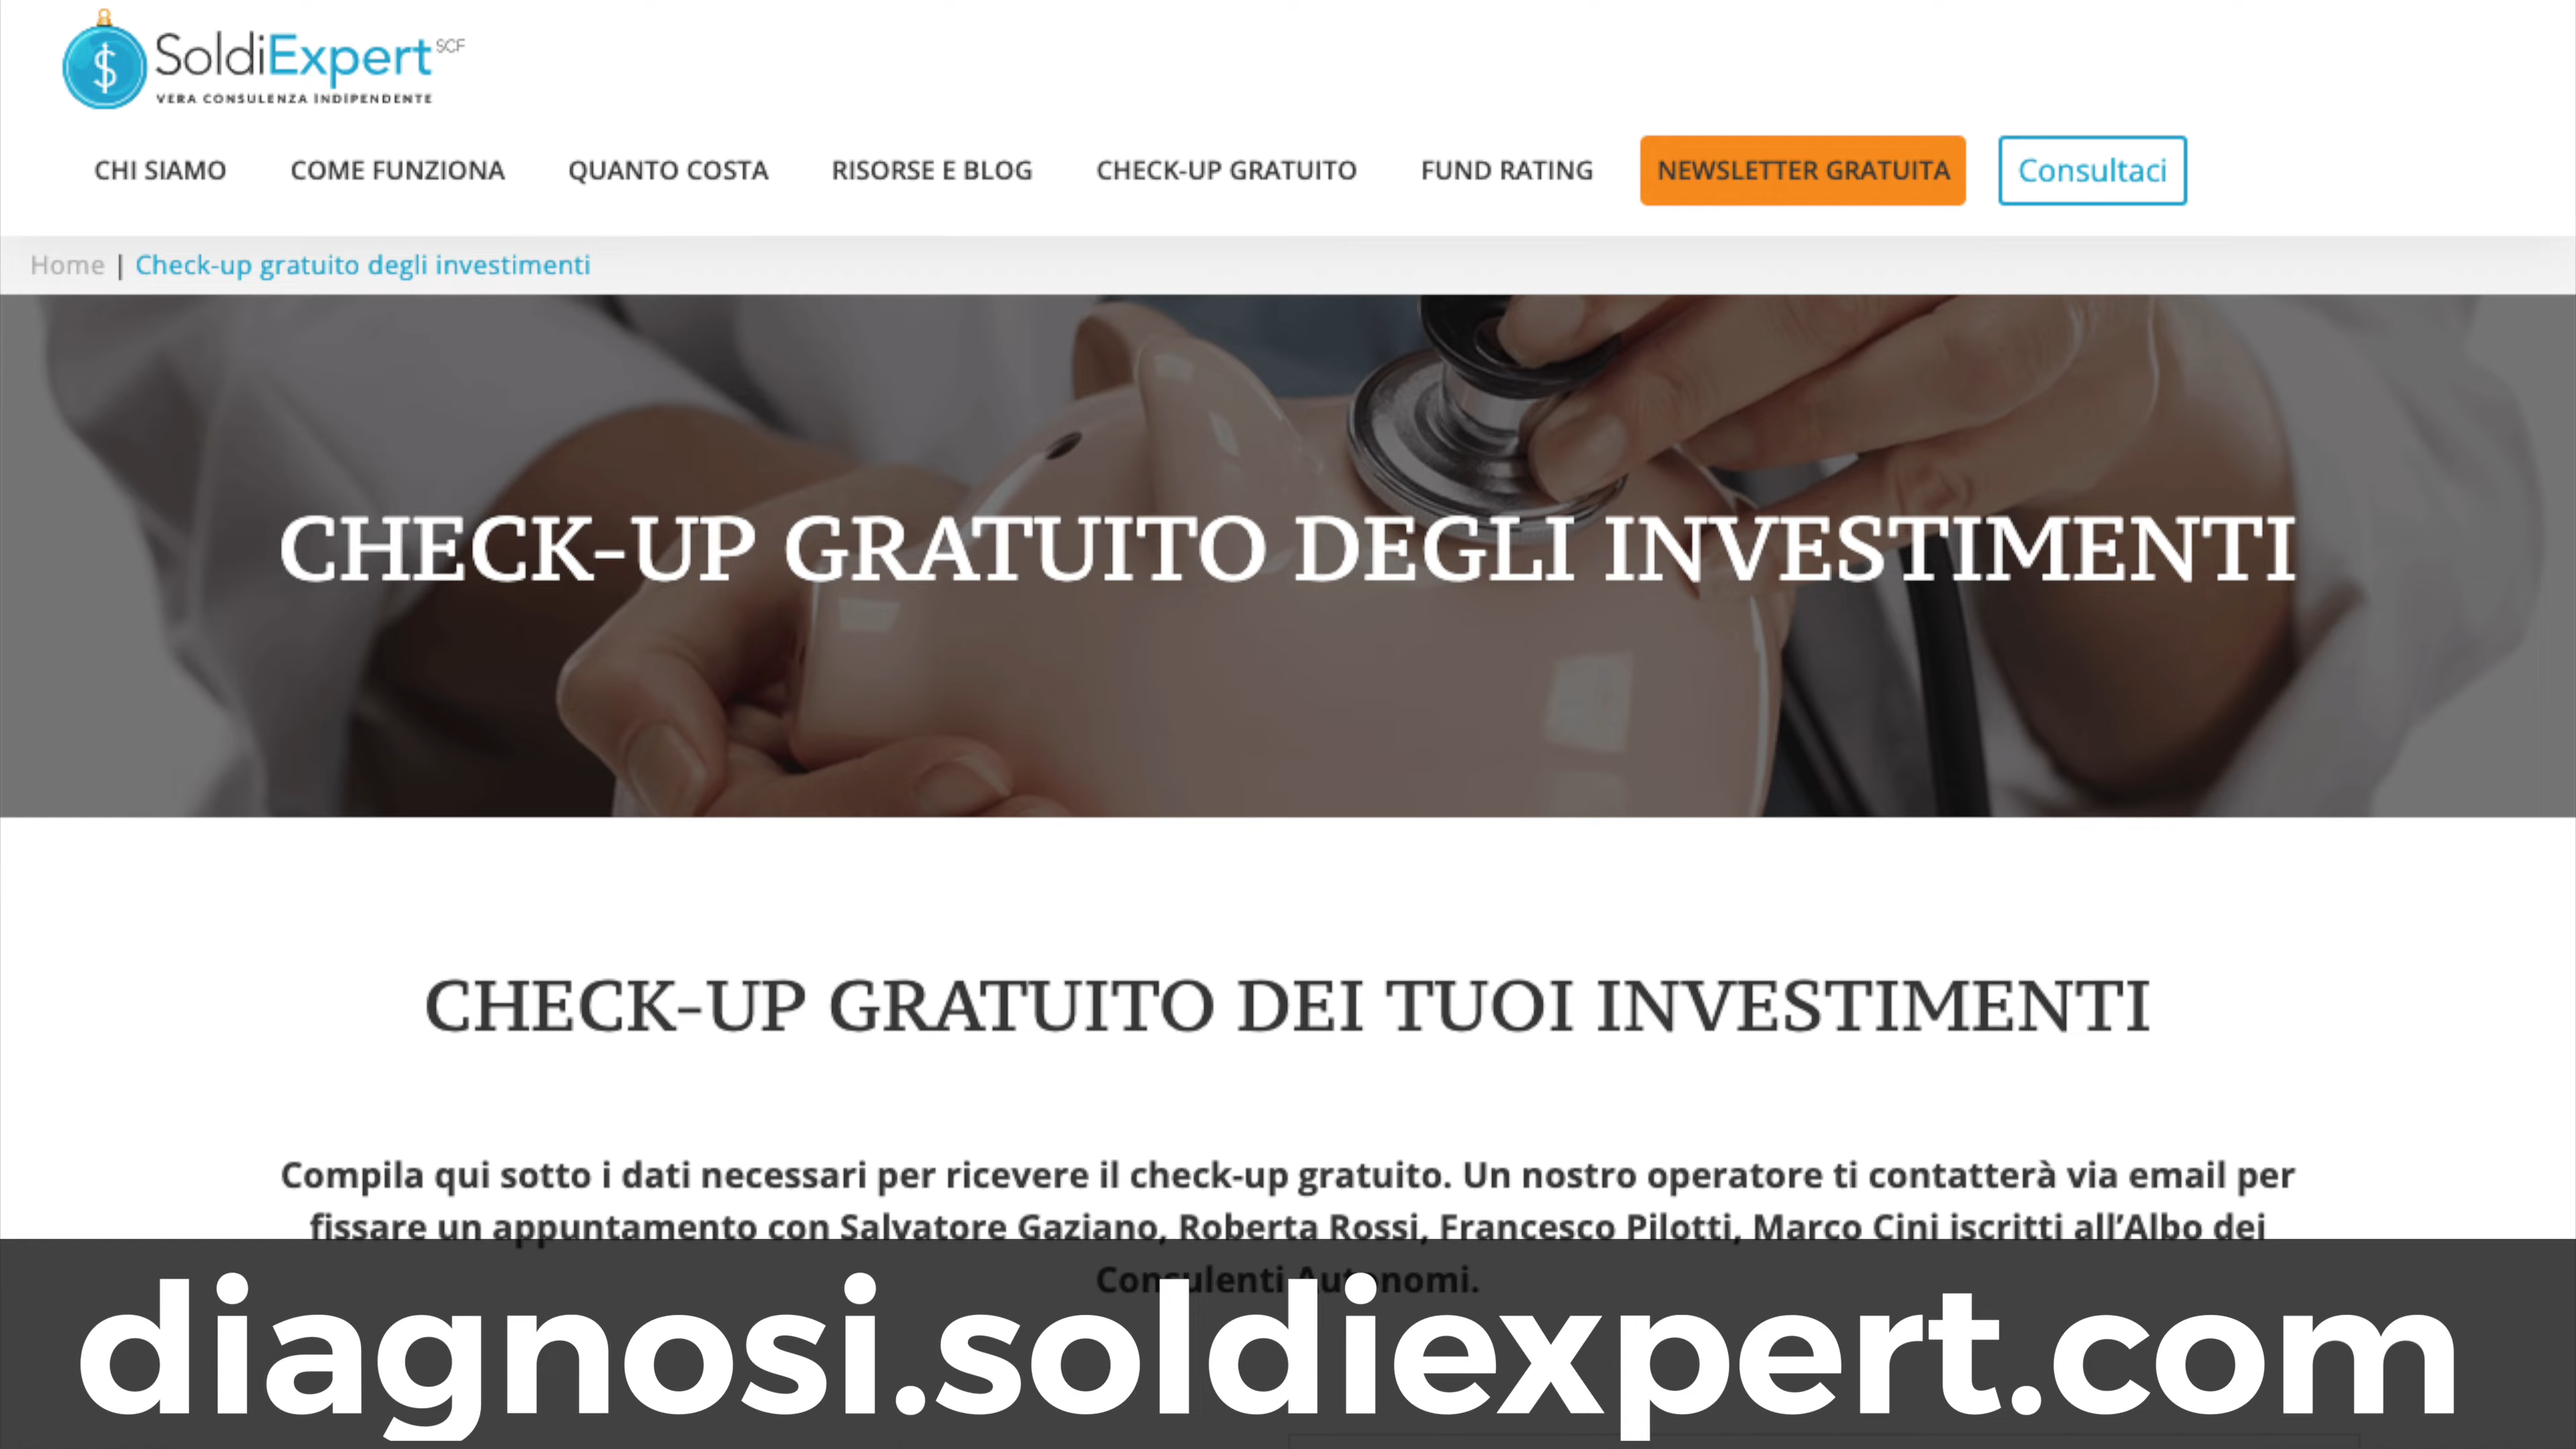 SoldiExpert SCF
VERA CONSULENZA INDIPENDENTE
CHI SIAMO COME FUNZIONA QUANTO COSTA RISORSE E BLOG CHECK-UP GRATUITO FUND RATING NEWSLETTER GRATUITA Consultaci
Home | Check-up gratuito degli investimenti
CHECK-UP GRATUITO DEGLI INVESTIMENTI
CHECK-UP GRATUITO DEI TUOI INVESTIMENTI
Compila qui sotto i dati necessari per ricevere il check-up gratuito. Un nostro operatore ti contatterà via email per
fissare un appuntamento con Salvatore Gaziano, Roberta Rossi, Francesco Pilotti, Marco Cini iscritti all’Albo dei
Consulenti Autonomi.
diagnosi.soldiexpert.com